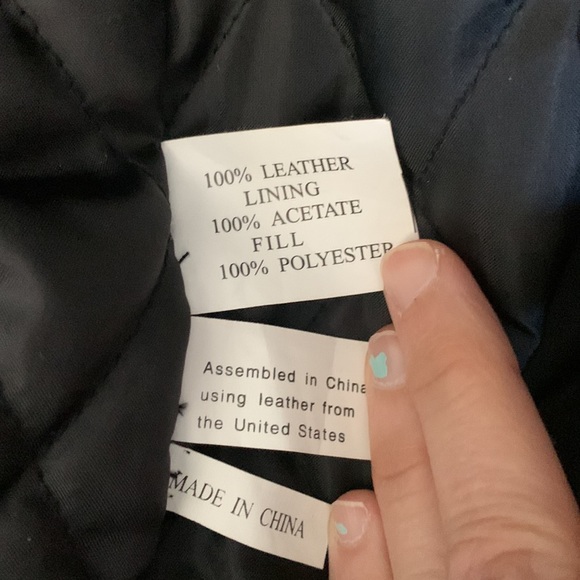 100% LEATHER
LINING
100% ACETATE
FILL
100% POLYESTER
Assembled in China
using leather from
the United States
MADE IN CHINA